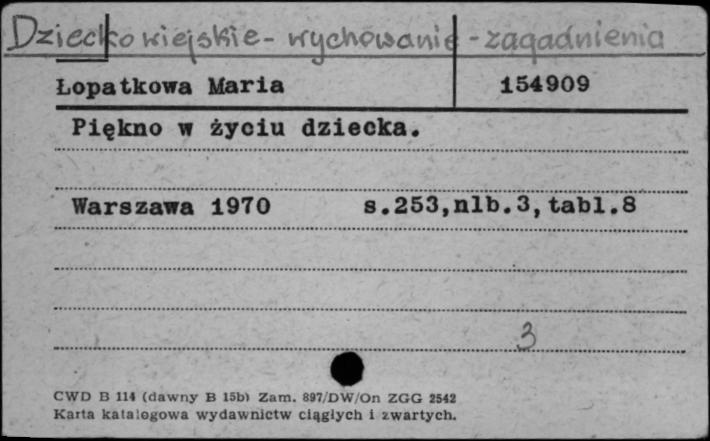 Dziecko wiejskie - wychowanie - zagadnienia
Łopatkowa Maria 154909
Piękno w życiu dziecka.
Warszawa 1970 s.253,nlb.3,tabl.8
3
CWD B 114 (dawny B 15b) Zam. 897/DW/On ZGG 2542
Karta katalogowa wydawnictw ciągłych i zwartych.